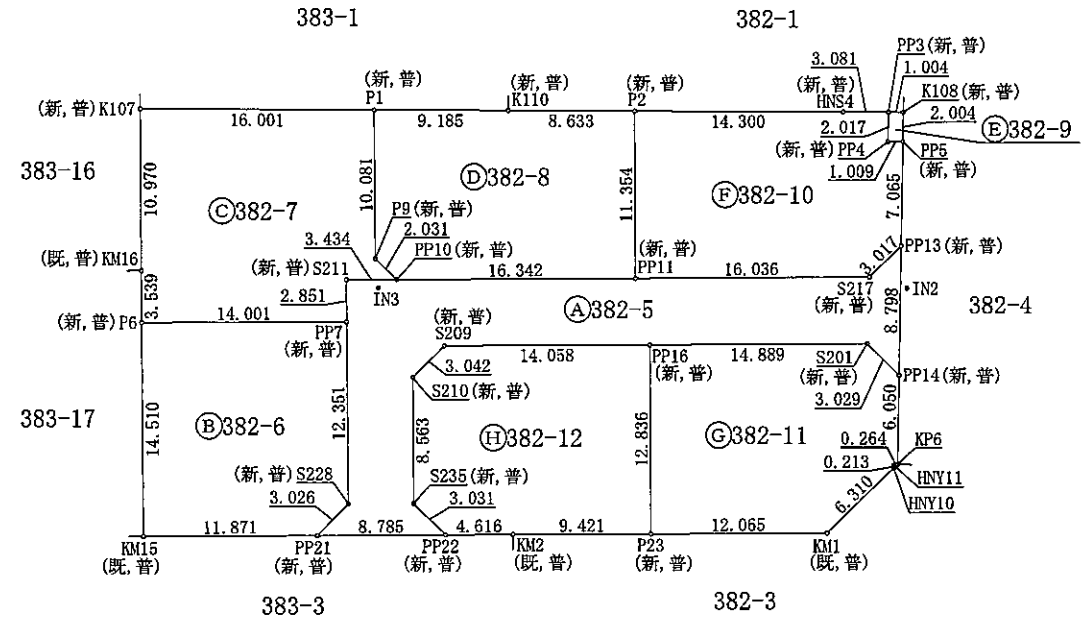 383-1
382-1
PP3(新,普)
3.081
1.004
(新,普)
(新,普)
(新,普)
(新,普)
(新,普)K107
P1
K110
P2
HNS4
K108(新,普)
16.001
9.185
8.633
14.300
2.017
2.004
Ⓔ382-9
(新,普)PP4
PP5
1.009
(新,普)
383-16
10.970
10.081
Ⓓ382-8
11.354
Ⓕ382-10
7.065
Ⓒ382-7
P9(新,普)
3.434
2.031
PP10(新,普)
(新,普)
3.017
PP13(新,普)
(既,普)KM16
(新,普)
S211
16.342
PP11
16.036
S217
(新,普)
IN3
IN2
3.539
2.851
Ⓐ382-5
8.798
382-4
(新,普)P6
14.001
PP7
(新,普)
(新,普)
S209
14.058
PP16
(新,普)
14.889
S201
(新,普)
3.042
S210(新,普)
PP14(新,普)
3.029
383-17
14.510
Ⓑ382-6
12.351
8.563
Ⓗ382-12
12.836
Ⓖ382-11
6.050
0.264
KP6
0.213
HNY11
HNY10
(新,普)
S228
S235(新,普)
3.026
3.031
6.310
11.871
8.785
4.616
9.421
12.065
KM15
(既,普)
PP21
(新,普)
PP22
(新,普)
KM2
(既,普)
P23
(新,普)
KM1
(既,普)
383-3
382-3